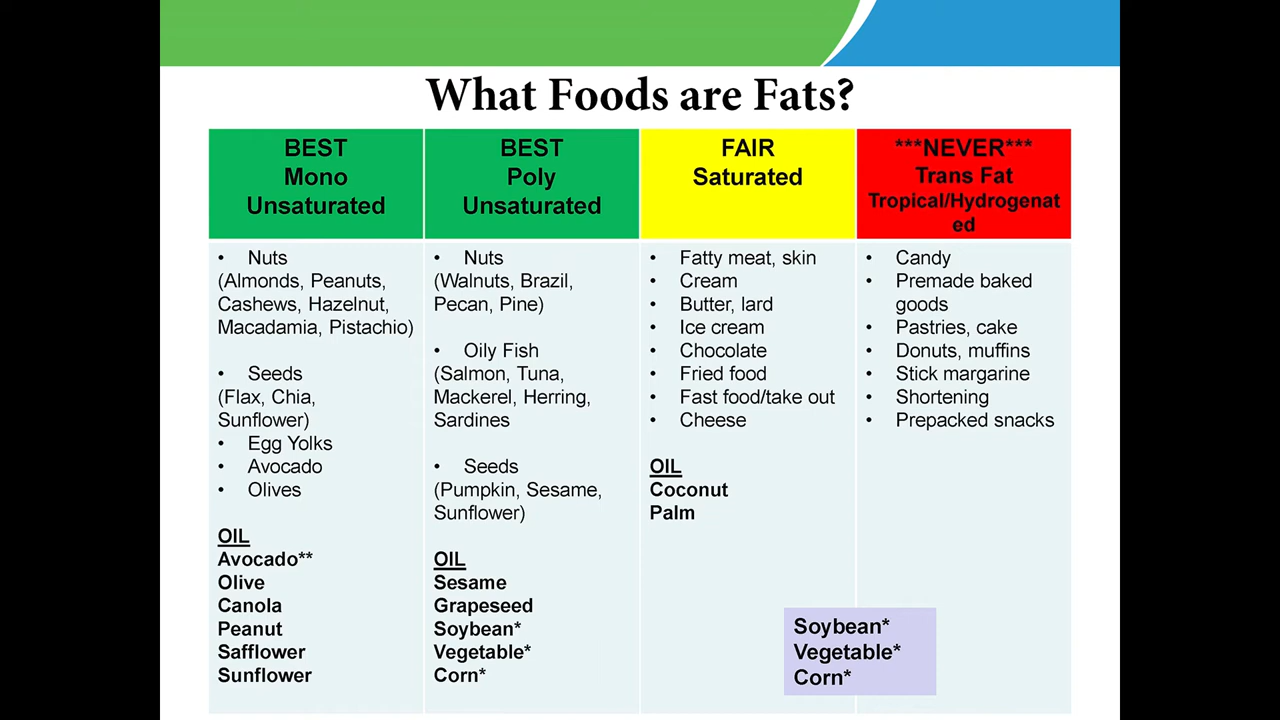 What Foods are Fats?
BEST
Mono
Unsaturated
BEST
Poly
Unsaturated
FAIR
Saturated
***NEVER***
Trans Fat
Tropical/Hydrogenat
ed
• Nuts
(Almonds, Peanuts,
Cashews, Hazelnut,
Macadamia, Pistachio)
• Seeds
(Flax, Chia,
Sunflower)
• Egg Yolks
• Avocado
• Olives
OIL
Avocado**
Olive
Canola
Peanut
Safflower
Sunflower
• Nuts
(Walnuts, Brazil,
Pecan, Pine)
• Oily Fish
(Salmon, Tuna,
Mackerel, Herring,
Sardines
• Seeds
(Pumpkin, Sesame,
Sunflower)
OIL
Sesame
Grapeseed
Soybean*
Vegetable*
Corn*
• Fatty meat, skin
• Cream
• Butter, lard
• Ice cream
• Chocolate
• Fried food
• Fast food/take out
• Cheese
OIL
Coconut
Palm
• Candy
• Premade baked
goods
• Pastries, cake
• Donuts, muffins
• Stick margarine
• Shortening
• Prepacked snacks
Soybean*
Vegetable*
Corn*